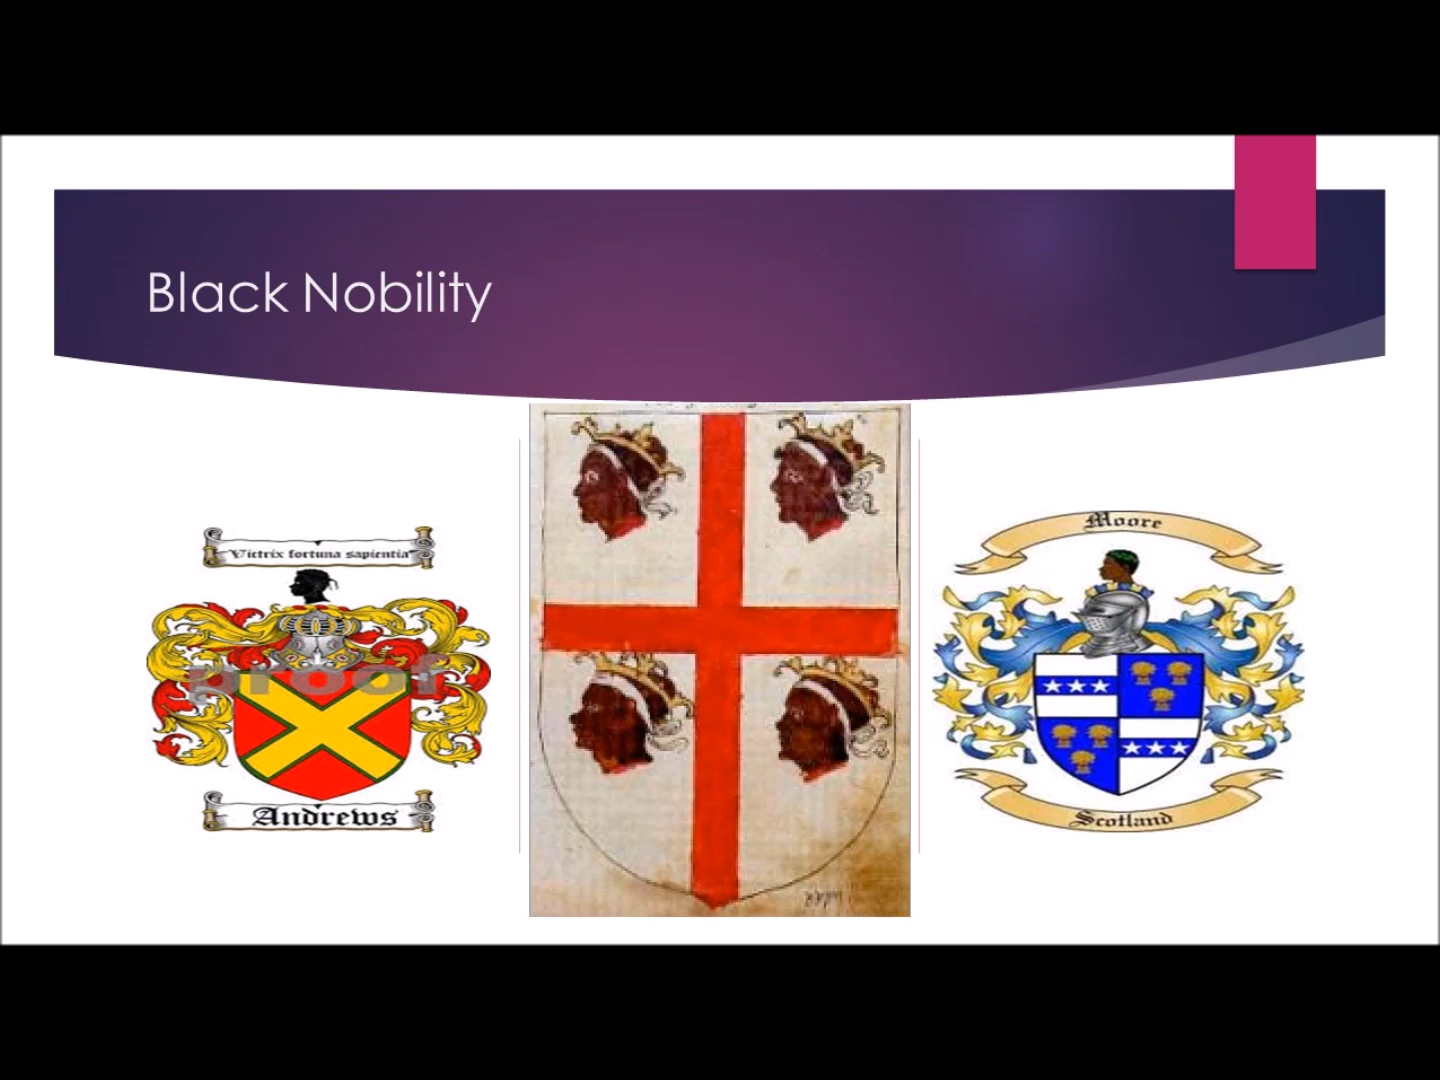 Black Nobility
Victrix fortuna sapientia
proof
Andrews
Moore
Scotland